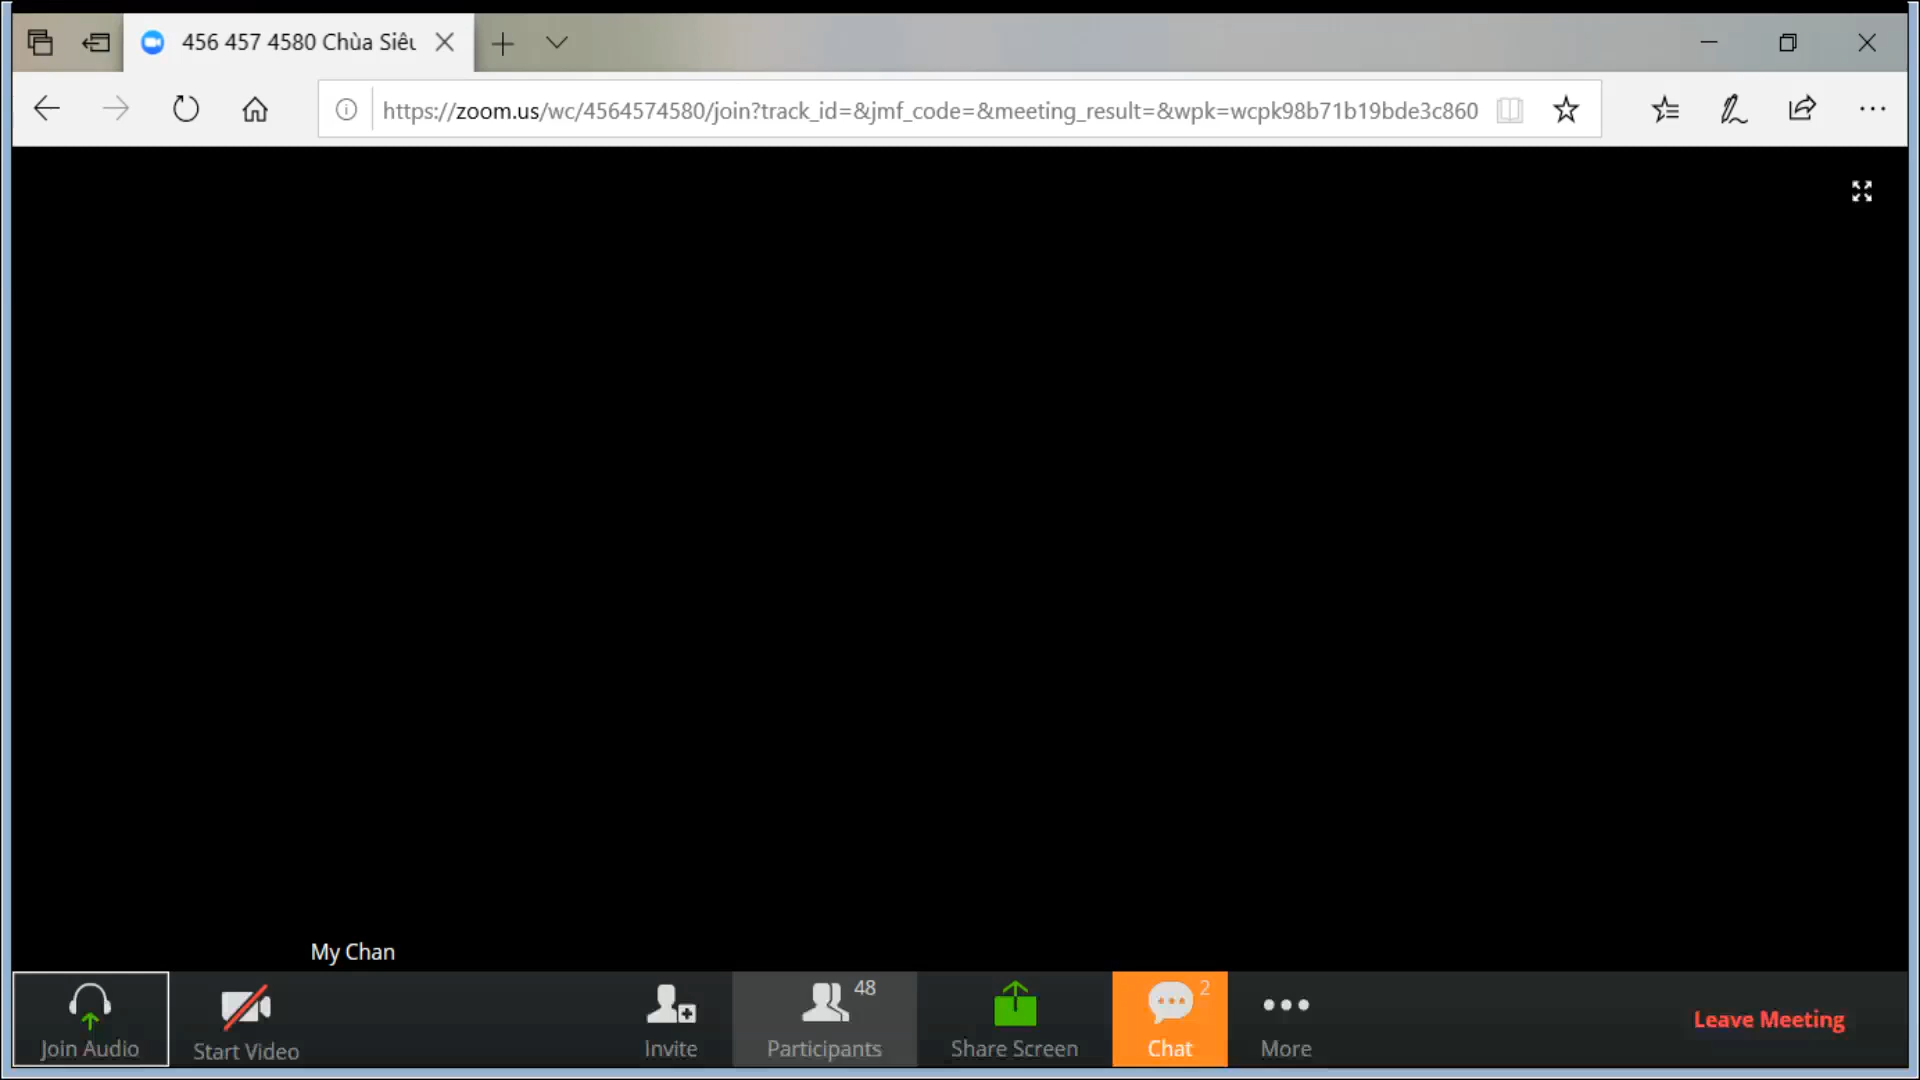 456 457 4580 Chùa Siêu
https://zoom.us/wc/4564574580/join?track_id=&jmf_code=&meeting_result=&wpk=wcpk98b71b19bde3c860
My Chan
Join Audio
Start Video
Invite
Participants 48
Share Screen
Chat 2
More
Leave Meeting